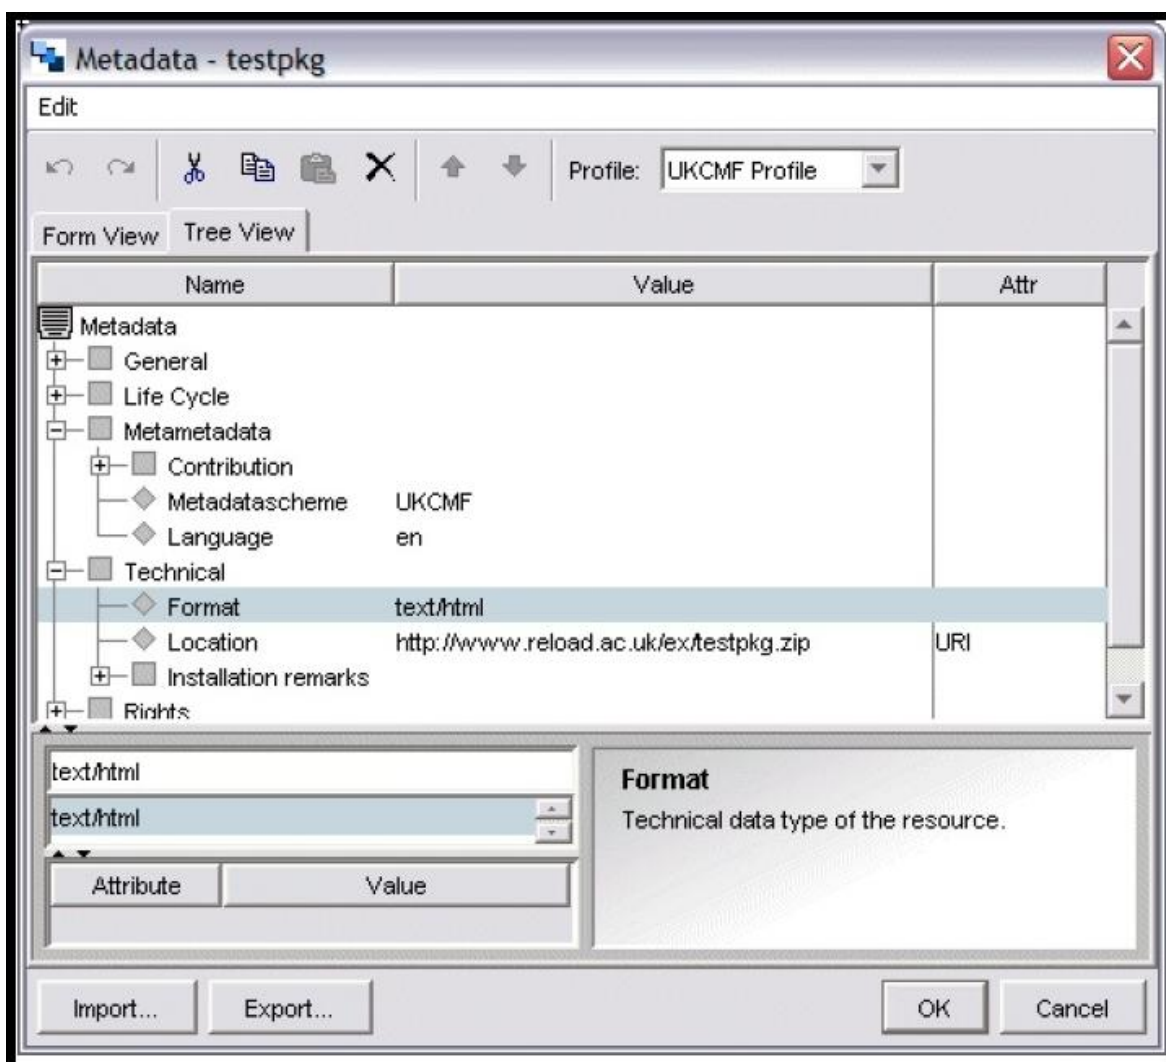 Metadata - testpkg
Edit
Profile: UKCMF Profile
Form View Tree View
Name Value Attr
Metadata
General
Life Cycle
Metametadata
Contribution
Metadatascheme UKCMF
Language en
Technical
Format text/html
Location http://www.reload.ac.uk/ex/testpkg.zip URI
Installation remarks
Rights
text/html
text/html
Attribute Value
Format
Technical data type of the resource.
Import... Export... OK Cancel